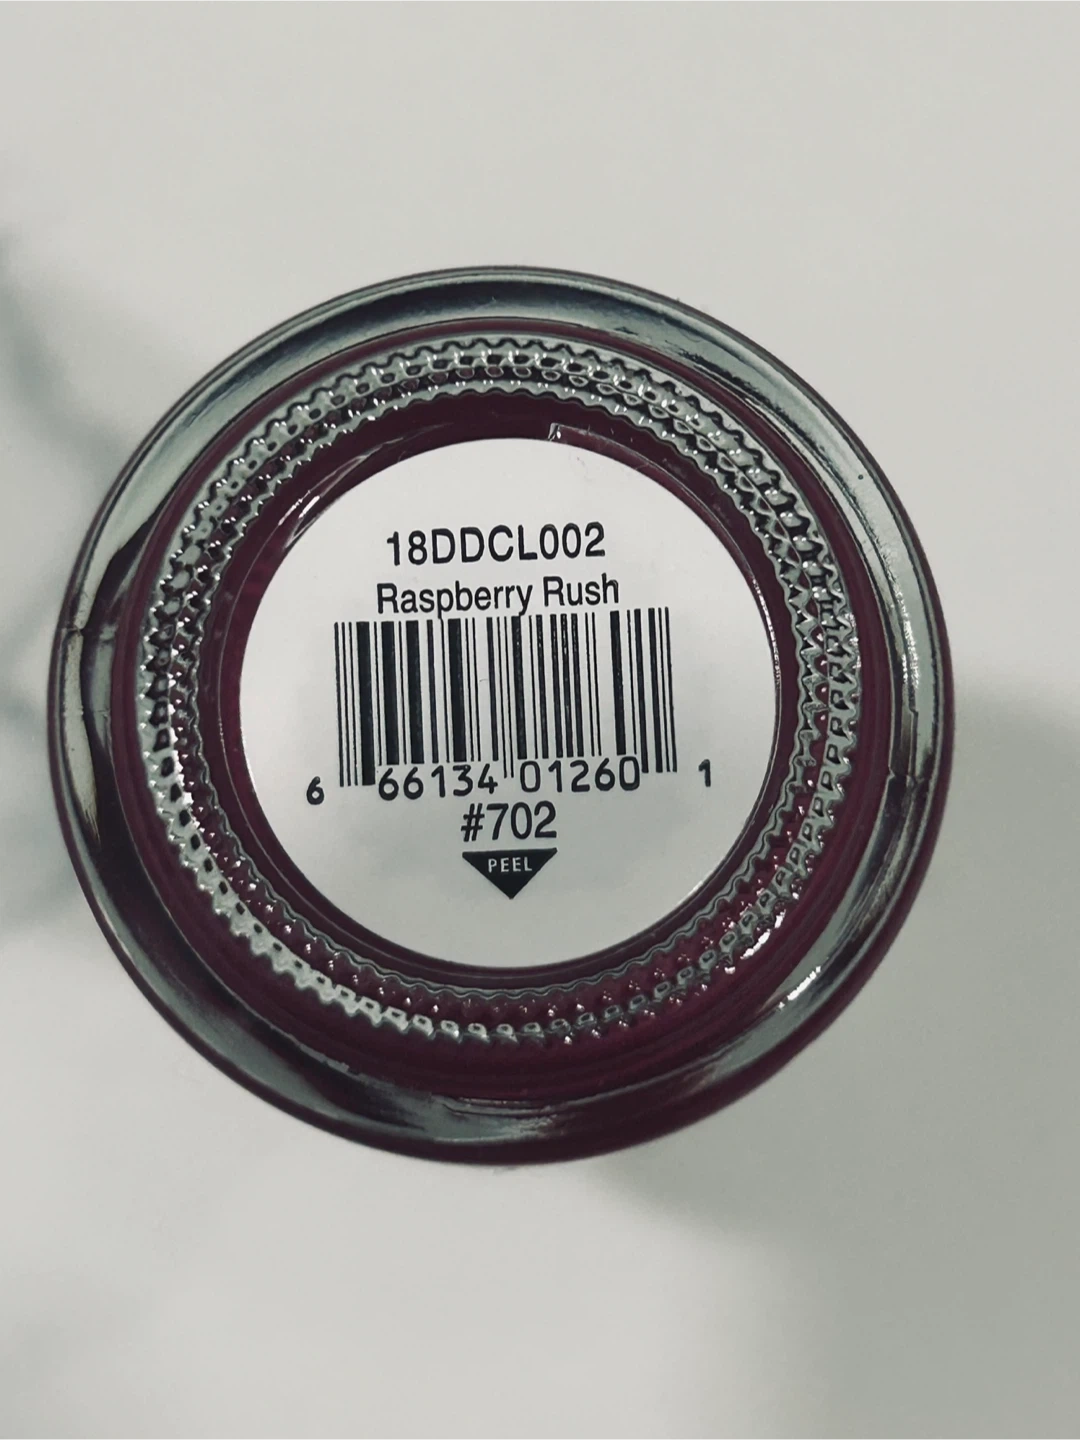 18DDCL002
Raspberry Rush
6 66134 01260 1
#702
PEEL